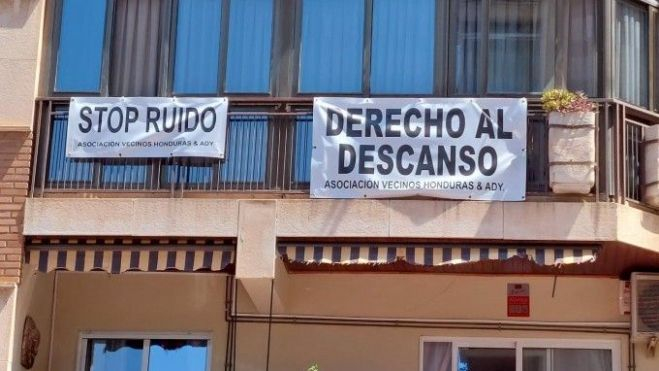 STOP RUIDO
ASOCIACIÓN VECINOS HONDURAS & ADY.
DERECHO AL
DESCANSO
ASOCIACIÓN VECINOS HONDURAS & ADY.